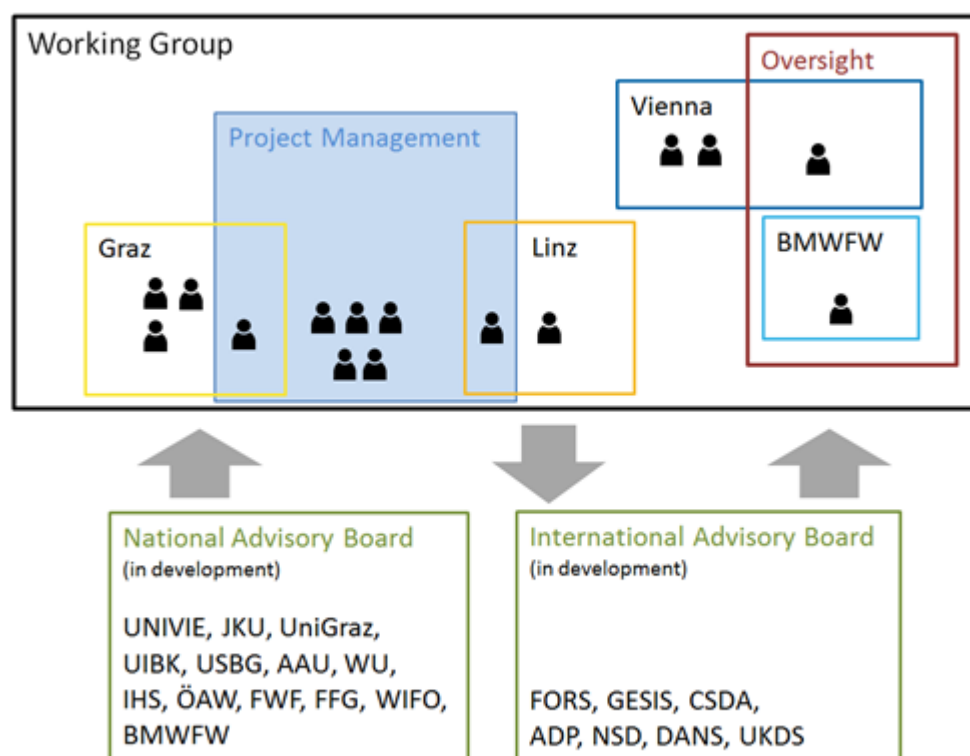 Working Group
Oversight
Vienna
Project Management
Graz
Linz
BMWFW
National Advisory Board
(in development)
UNIVIE, JKU, UniGraz,
UIBK, USBG, AAU, WU,
IHS, ÖAW, FWF, FFG, WIFO,
BMWFW
International Advisory Board
(in development)
FORS, GESIS, CSDA,
ADP, NSD, DANS, UKDS